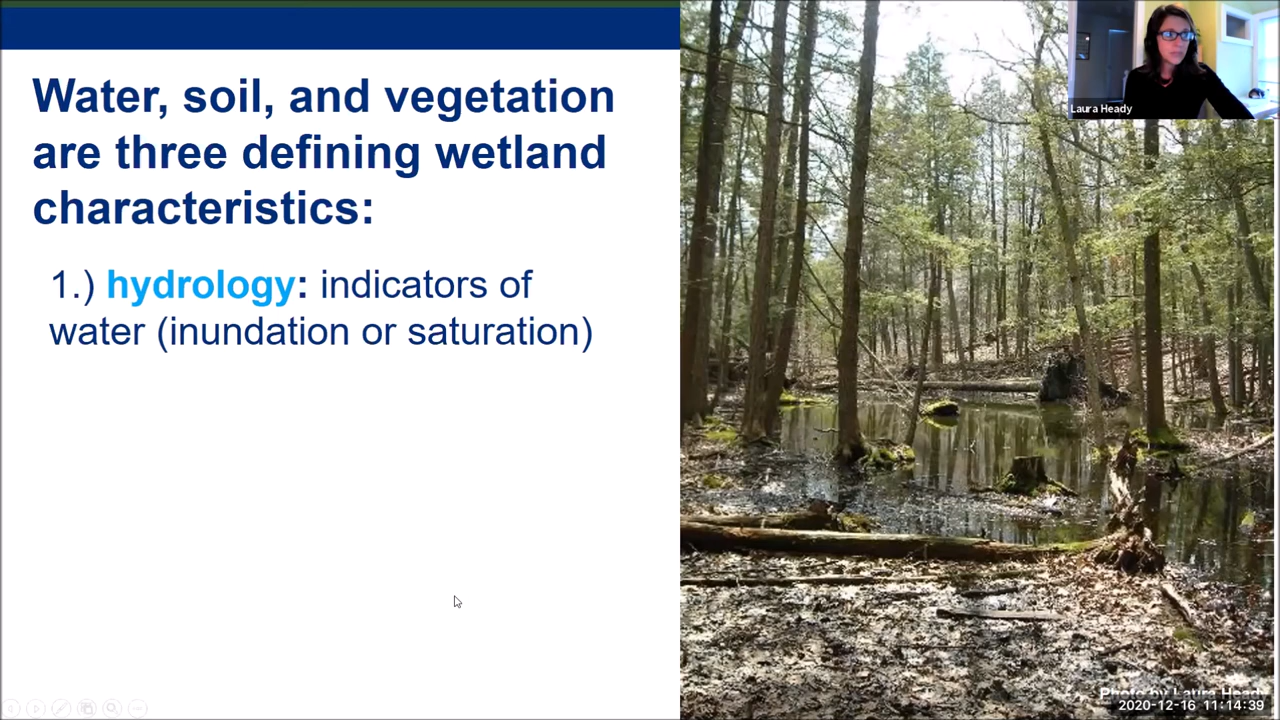 Water, soil, and vegetation
are three defining wetland
characteristics:
1.) hydrology: indicators of
water (inundation or saturation)
Laura Heady
Photo by Laura Heady
2020-12-16 11:14:39